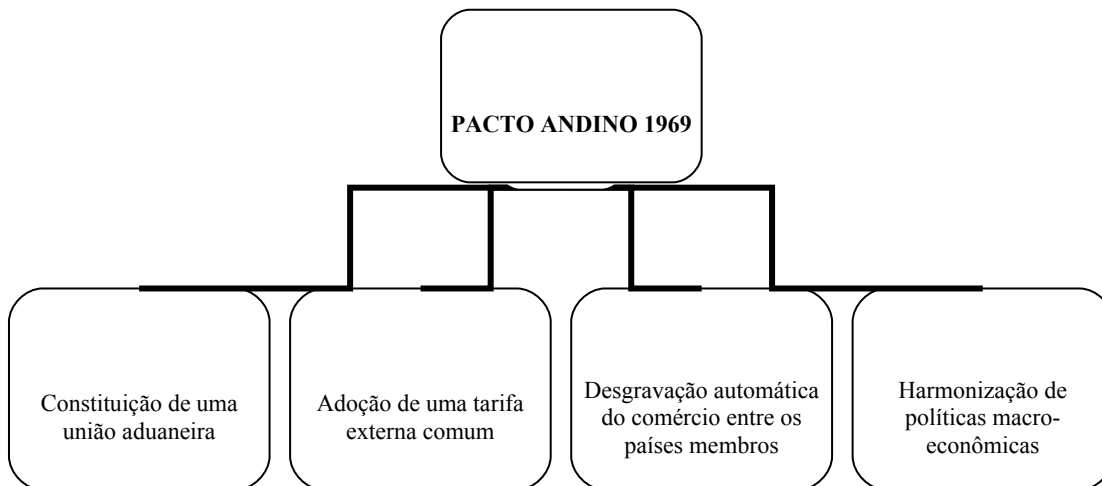 PACTO ANDINO 1969
Constituição de uma
união aduaneira
Adoção de uma tarifa
externa comum
Desgravação automática
do comércio entre os
países membros
Harmonização de
políticas macro-
econômicas